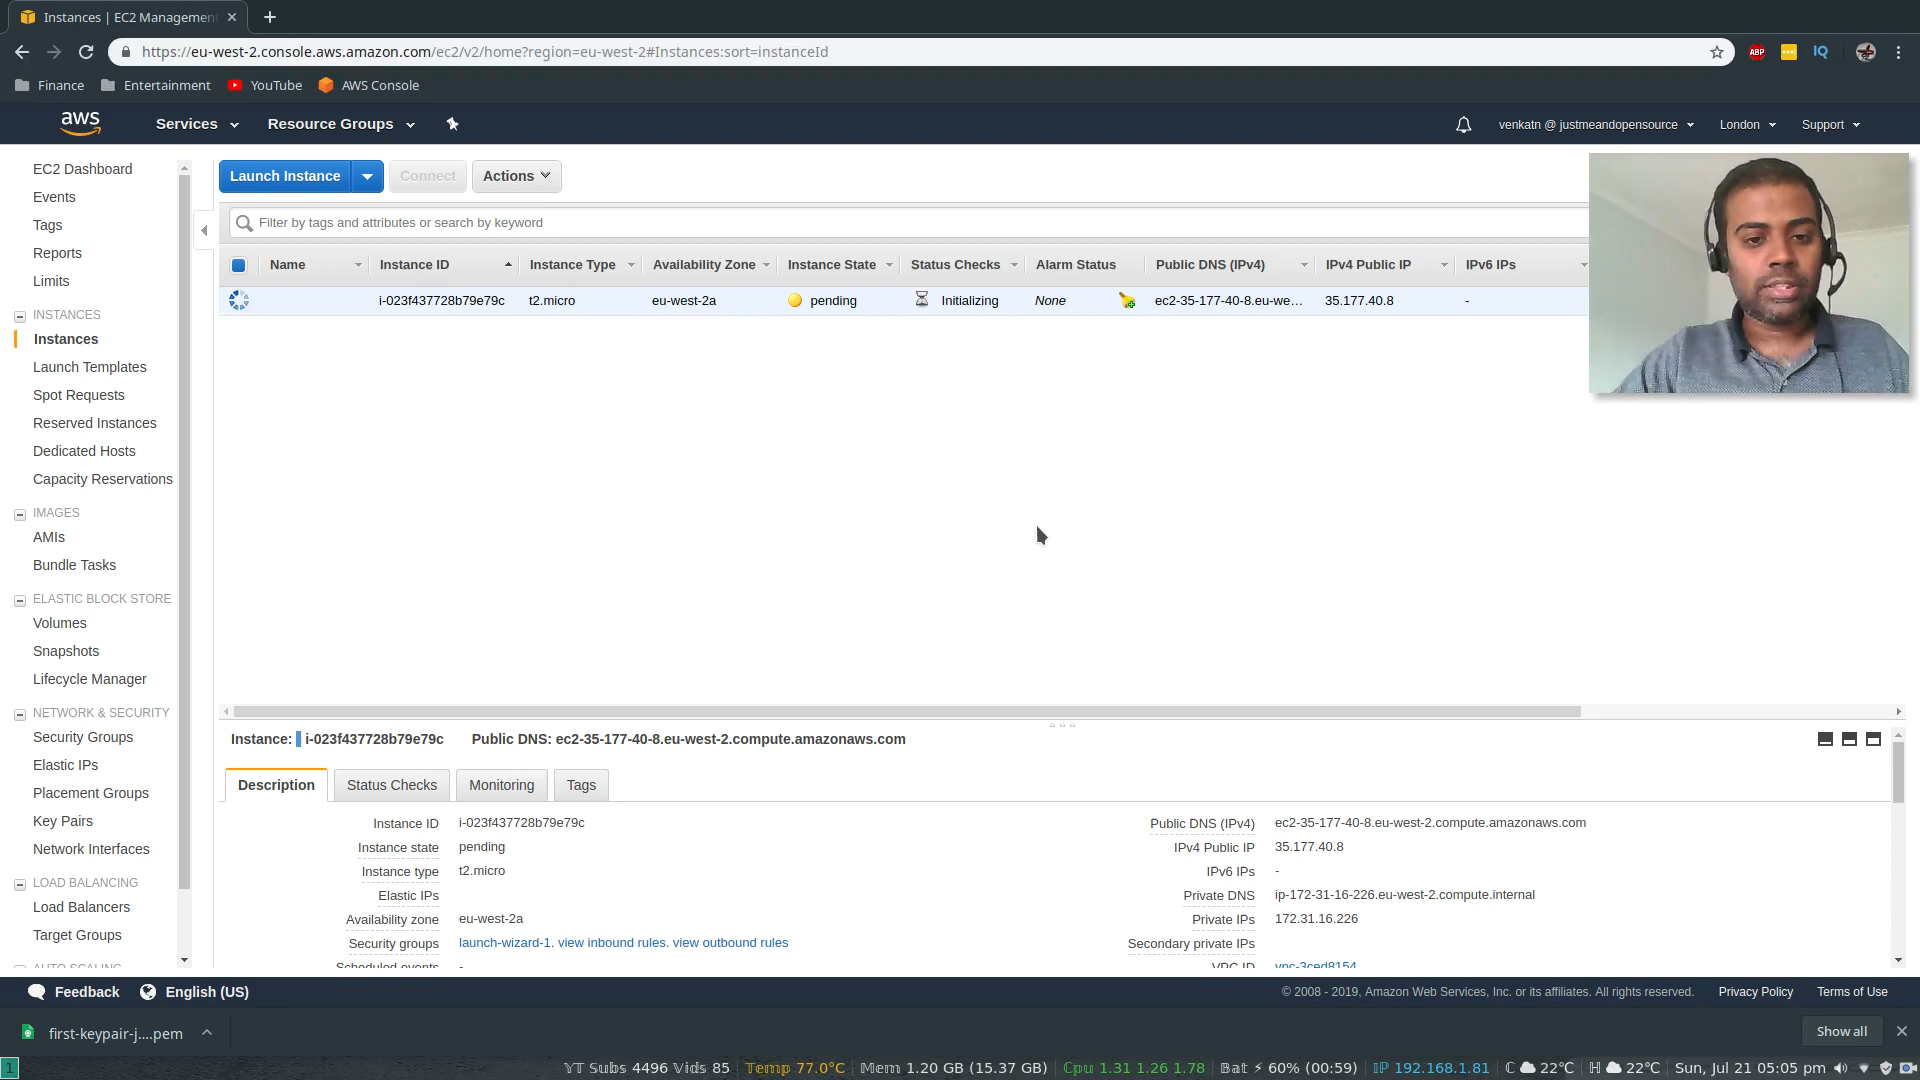 Instances | EC2 Management
https://eu-west-2.console.aws.amazon.com/ec2/v2/home?region=eu-west-2#Instances:sort=instanceId
ABP
IQ
Finance
Entertainment
YouTube
AWS Console
aws
Services
Resource Groups
venkatn @ justmeandopensource
London
Support
EC2 Dashboard
Events
Tags
Reports
Limits
INSTANCES
Instances
Launch Templates
Spot Requests
Reserved Instances
Dedicated Hosts
Capacity Reservations
IMAGES
AMIs
Bundle Tasks
ELASTIC BLOCK STORE
Volumes
Snapshots
Lifecycle Manager
NETWORK & SECURITY
Security Groups
Elastic IPs
Placement Groups
Key Pairs
Network Interfaces
LOAD BALANCING
Load Balancers
Target Groups
AUTO SCALING
Launch Instance
Connect
Actions
Filter by tags and attributes or search by keyword
Name Instance ID Instance Type Availability Zone Instance State Status Checks Alarm Status Public DNS (IPv4) IPv4 Public IP IPv6 IPs
i-023f437728b79e79c t2.micro eu-west-2a pending Initializing None ec2-35-177-40-8.eu-we... 35.177.40.8 -
Instance: i-023f437728b79e79c Public DNS: ec2-35-177-40-8.eu-west-2.compute.amazonaws.com
Description Status Checks Monitoring Tags
Instance ID i-023f437728b79e79c
Instance state pending
Instance type t2.micro
Elastic IPs
Availability zone eu-west-2a
Security groups launch-wizard-1. view inbound rules. view outbound rules
Scheduled events -
Public DNS (IPv4) ec2-35-177-40-8.eu-west-2.compute.amazonaws.com
IPv4 Public IP 35.177.40.8
IPv6 IPs -
Private DNS ip-172-31-16-226.eu-west-2.compute.internal
Private IPs 172.31.16.226
Secondary private IPs
VPC ID vpc-3ced8154
Feedback English (US)
© 2008 - 2019, Amazon Web Services, Inc. or its affiliates. All rights reserved. Privacy Policy Terms of Use
first-keypair-j....pem
Show all
1
YT Subs 4496 Vids 85 | Temp 77.0°C | Mem 1.20 GB (15.37 GB) | Cpu 1.31 1.26 1.78 | Bat ⚡ 60% (00:59) | IP 192.168.1.81 | C 22°C | H 22°C | Sun, Jul 21 05:05 pm